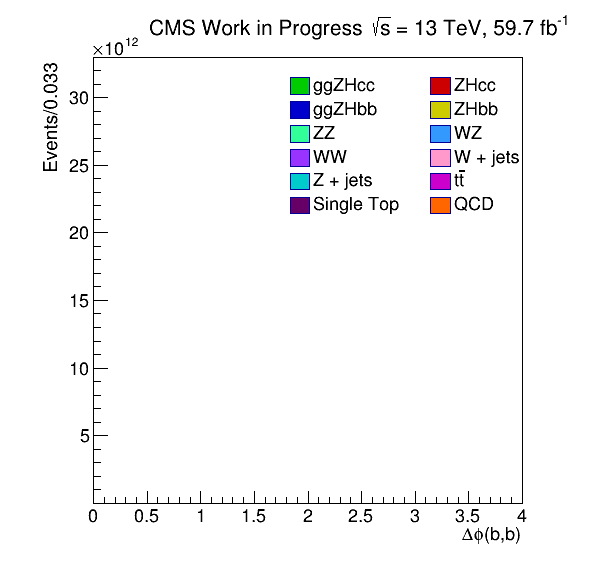 CMS Work in Progress √s = 13 TeV, 59.7 fb⁻¹
×10¹²
Events/0.033
30
25
20
15
10
5
ggZHcc ZHcc
ggZHbb ZHbb
ZZ WZ
WW W + jets
Z + jets tt̄
Single Top QCD
0 0.5 1 1.5 2 2.5 3 3.5 4
Δϕ(b,b)